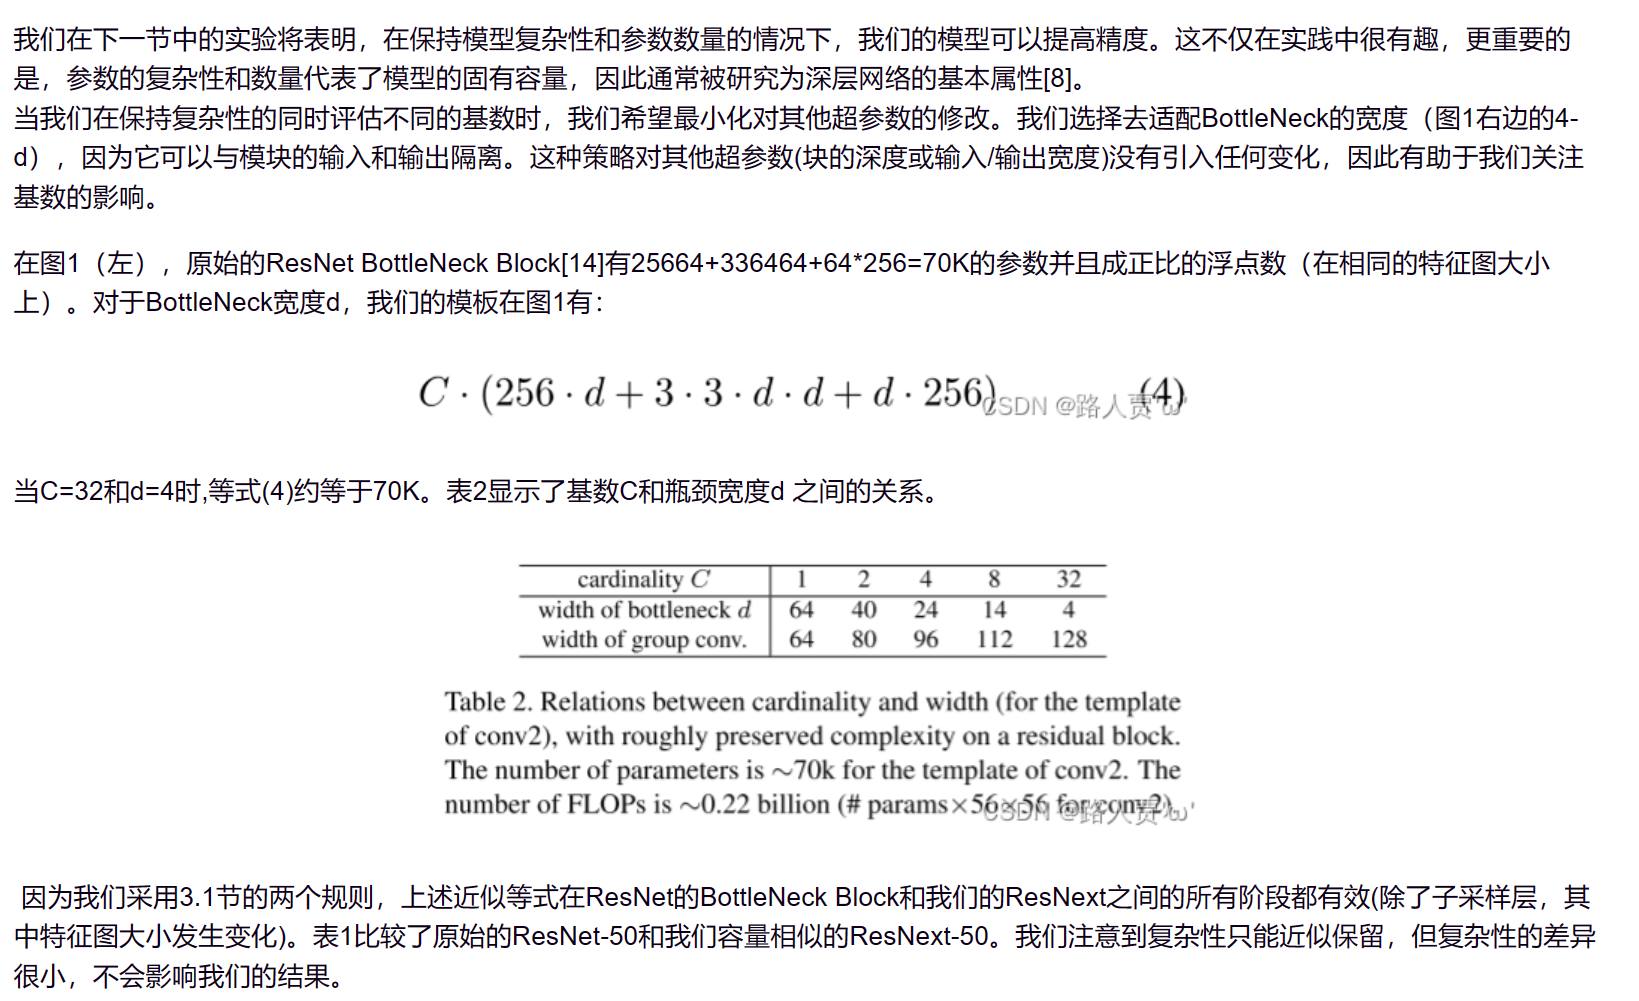 我们在下一节中的实验将表明，在保持模型复杂性和参数数量的情况下，我们的模型可以提高精度。这不仅在实践中很有趣，更重要的
是，参数的复杂性和数量代表了模型的固有容量，因此通常被研究为深层网络的基本属性[8]。
当我们在保持复杂性的同时评估不同的基数时，我们希望最小化对其他超参数的修改。我们选择去适配BottleNeck的宽度（图1右边的4-
d），因为它可以与模块的输入和输出隔离。这种策略对其他超参数(块的深度或输入/输出宽度)没有引入任何变化，因此有助于我们关注
基数的影响。
在图1（左），原始的ResNet BottleNeck Block[14]有25664+336464+64*256=70K的参数并且成正比的浮点数（在相同的特征图大小
上）。对于BottleNeck宽度d，我们的模板在图1有：
C · (256 · d + 3 · 3 · d · d + d · 256) (4)
CSDN @路人贾'ω'
当C=32和d=4时,等式(4)约等于70K。表2显示了基数C和瓶颈宽度d 之间的关系。
cardinality C 1 2 4 8 32
width of bottleneck d 64 40 24 14 4
width of group conv. 64 80 96 112 128
Table 2. Relations between cardinality and width (for the template
of conv2), with roughly preserved complexity on a residual block.
The number of parameters is ∼70k for the template of conv2. The
number of FLOPs is ∼0.22 billion (# params×56×56 for conv2).
CSDN @路人贾'ω'
因为我们采用3.1节的两个规则，上述近似等式在ResNet的BottleNeck Block和我们的ResNext之间的所有阶段都有效(除了子采样层，其
中特征图大小发生变化)。表1比较了原始的ResNet-50和我们容量相似的ResNext-50。我们注意到复杂性只能近似保留，但复杂性的差异
很小，不会影响我们的结果。